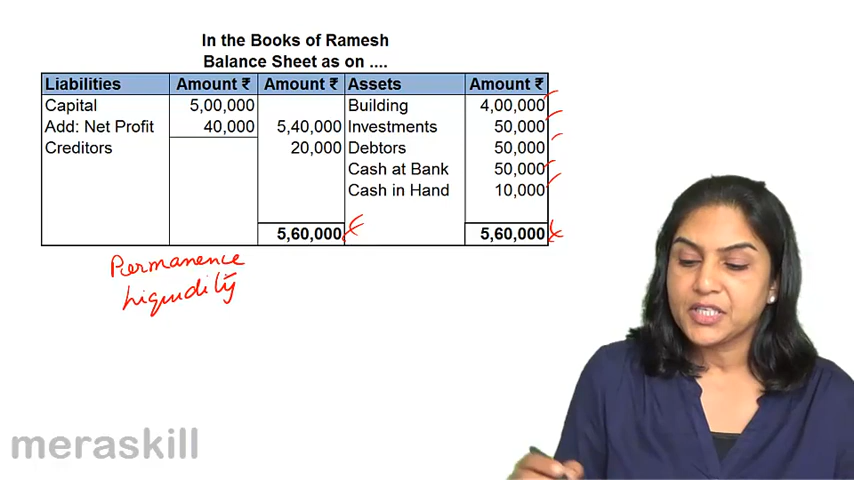 In the Books of Ramesh
Balance Sheet as on ....
Liabilities Amount ₹ Amount ₹ Assets Amount ₹
Capital 5,00,000 Building 4,00,000
Add: Net Profit 40,000 5,40,000 Investments 50,000
Creditors 20,000 Debtors 50,000
Cash at Bank 50,000
Cash in Hand 10,000
5,60,000 5,60,000
Permanence
Liquidity
meraskill